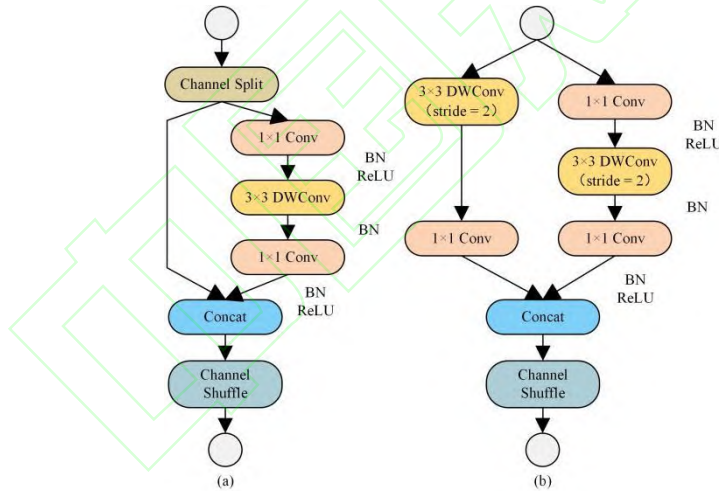 Channel Split
1×1 Conv
BN
ReLU
3×3 DWConv
BN
1×1 Conv
BN
ReLU
Concat
Channel
Shuffle
(a)
3×3 DWConv
(stride = 2)
1×1 Conv
1×1 Conv
BN
ReLU
3×3 DWConv
(stride = 2)
BN
1×1 Conv
BN
ReLU
Concat
Channel
Shuffle
(b)